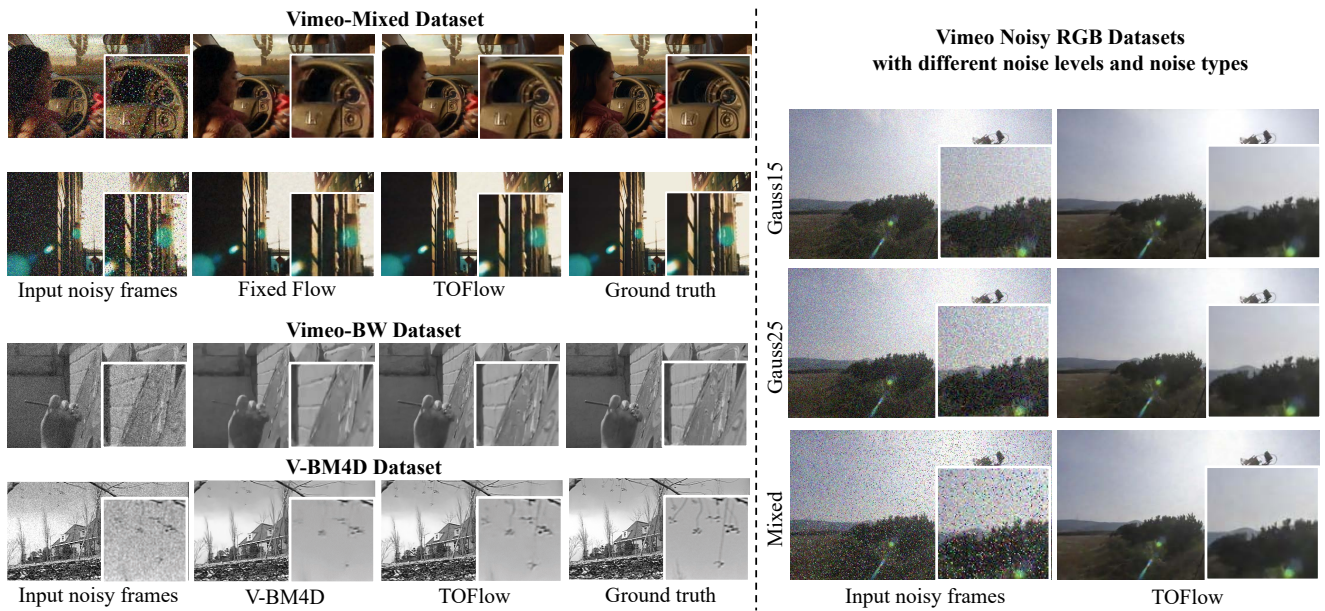 Vimeo-Mixed Dataset
Input noisy frames
Fixed Flow
TOFlow
Ground truth
Vimeo-BW Dataset
V-BM4D Dataset
Input noisy frames
V-BM4D
TOFlow
Ground truth
Vimeo Noisy RGB Datasets
with different noise levels and noise types
Gauss15
Gauss25
Mixed
Input noisy frames
TOFlow